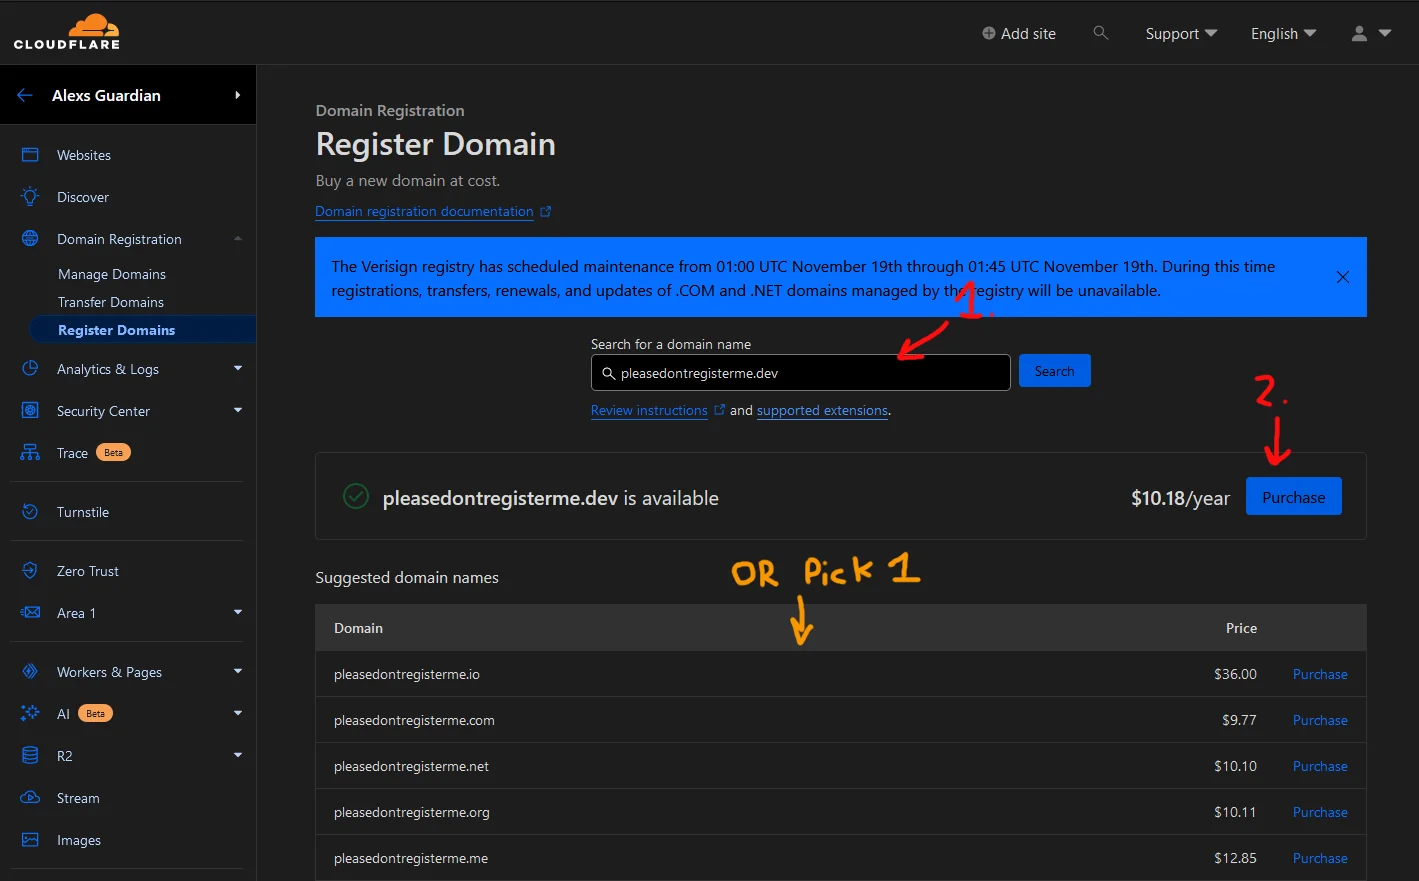 CLOUDFLARE
Add site
Support
English
Alexs Guardian
Websites
Discover
Domain Registration
Manage Domains
Transfer Domains
Register Domains
Analytics & Logs
Security Center
Trace Beta
Turnstile
Zero Trust
Area 1
Workers & Pages
AI Beta
R2
Stream
Images
Domain Registration
Register Domain
Buy a new domain at cost.
Domain registration documentation
The Verisign registry has scheduled maintenance from 01:00 UTC November 19th through 01:45 UTC November 19th. During this time
registrations, transfers, renewals, and updates of .COM and .NET domains managed by the registry will be unavailable.
1.
Search for a domain name
pleasedontregisterme.dev
Search
Review instructions and supported extensions.
2.
pleasedontregisterme.dev is available
$10.18/year
Purchase
OR PicK 1
Suggested domain names
Domain Price
pleasedontregisterme.io $36.00 Purchase
pleasedontregisterme.com $9.77 Purchase
pleasedontregisterme.net $10.10 Purchase
pleasedontregisterme.org $10.11 Purchase
pleasedontregisterme.me $12.85 Purchase